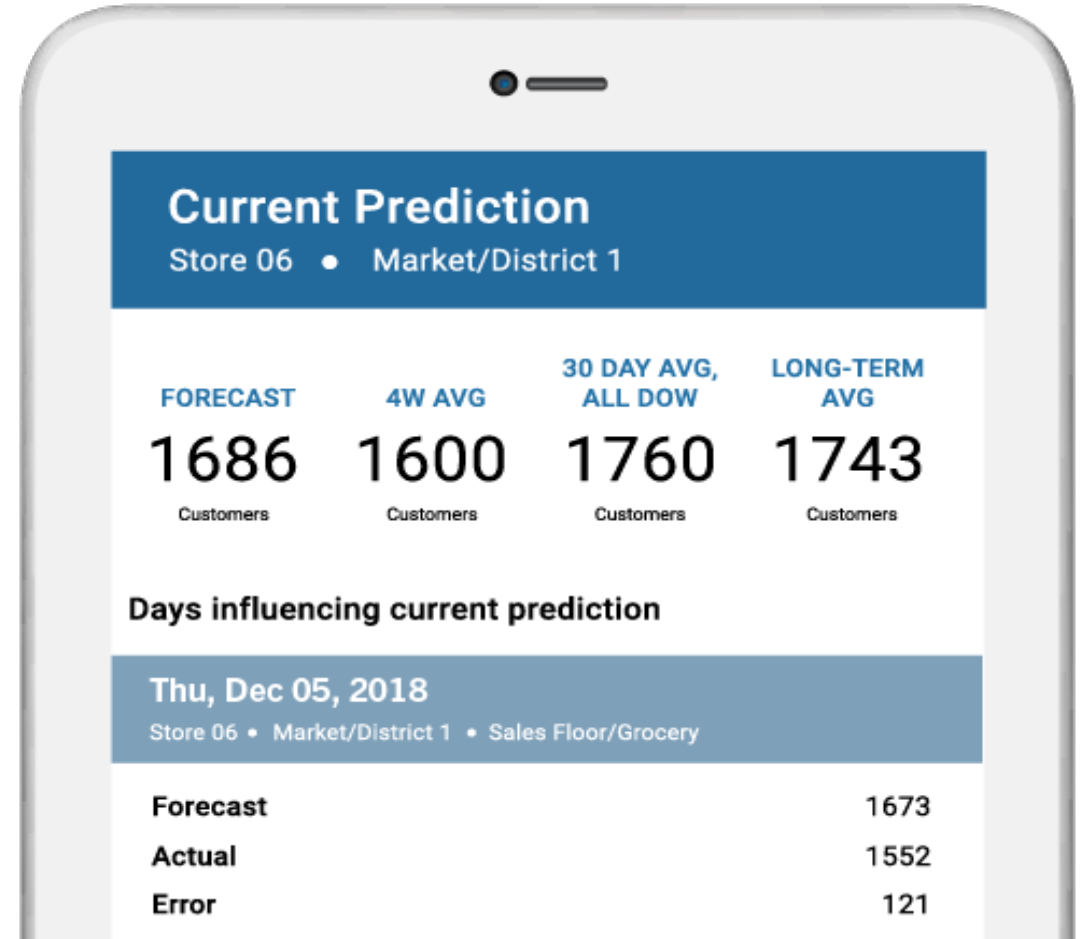 Current Prediction
Store 06 • Market/District 1
FORECAST
1686
Customers
4W AVG
1600
Customers
30 DAY AVG,
ALL DOW
1760
Customers
LONG-TERM
AVG
1743
Customers
Days influencing current prediction
Thu, Dec 05, 2018
Store 06 • Market/District 1 • Sales Floor/Grocery
Forecast 1673
Actual 1552
Error 121